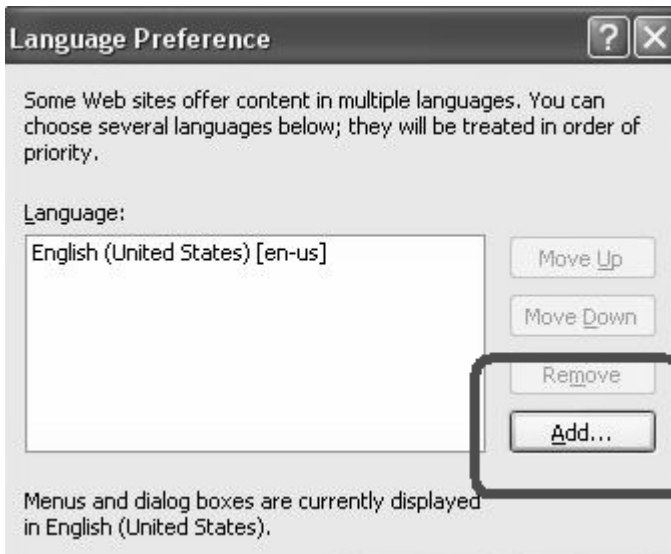 Language Preference
Some Web sites offer content in multiple languages. You can
choose several languages below; they will be treated in order of
priority.
Language:
English (United States) [en-us]
Move Up
Move Down
Remove
Add...
Menus and dialog boxes are currently displayed
in English (United States).